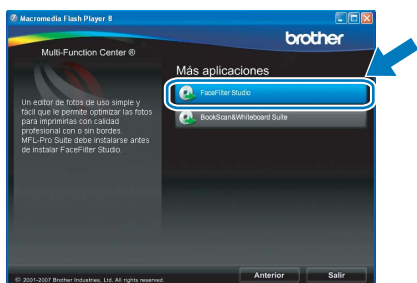 Macromedia Flash Player 8
brother
Multi-Function Center ®
Más aplicaciones
FaceFilter Studio
BookScan&Whiteboard Suite
Un editor de fotos de uso simple y
fácil que le permite optimizar las fotos
para imprimirlas con calidad
profesional con o sin bordes.
MFL-Pro Suite debe instalarse antes
de instalar FaceFilter Studio.
© 2001-2007 Brother Industries, Ltd. All rights reserved.
Anterior
Salir